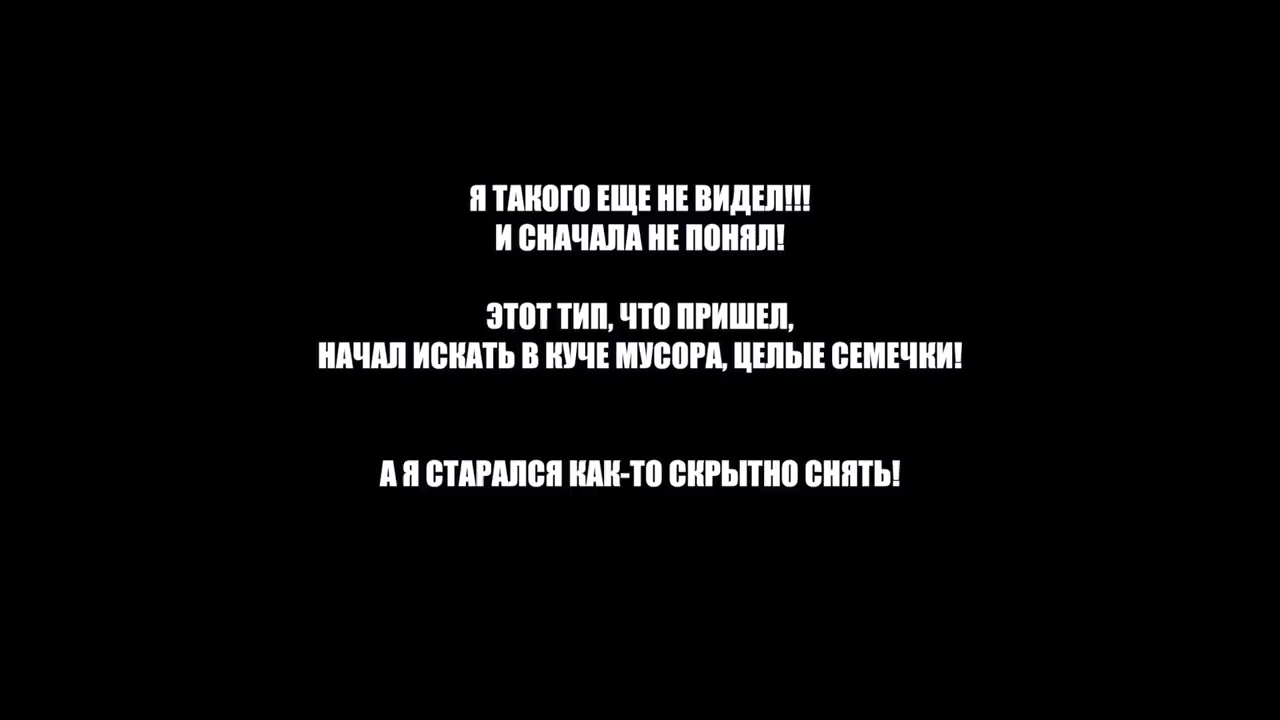 Я ТАКОГО ЕЩЕ НЕ ВИДЕЛ!!!
И СНАЧАЛА НЕ ПОНЯЛ!
ЭТОТ ТИП, ЧТО ПРИШЕЛ,
НАЧАЛ ИСКАТЬ В КУЧЕ МУСОРА, ЦЕЛЫЕ СЕМЕЧКИ!
А Я СТАРАЛСЯ КАК-ТО СКРЫТНО СНЯТЬ!